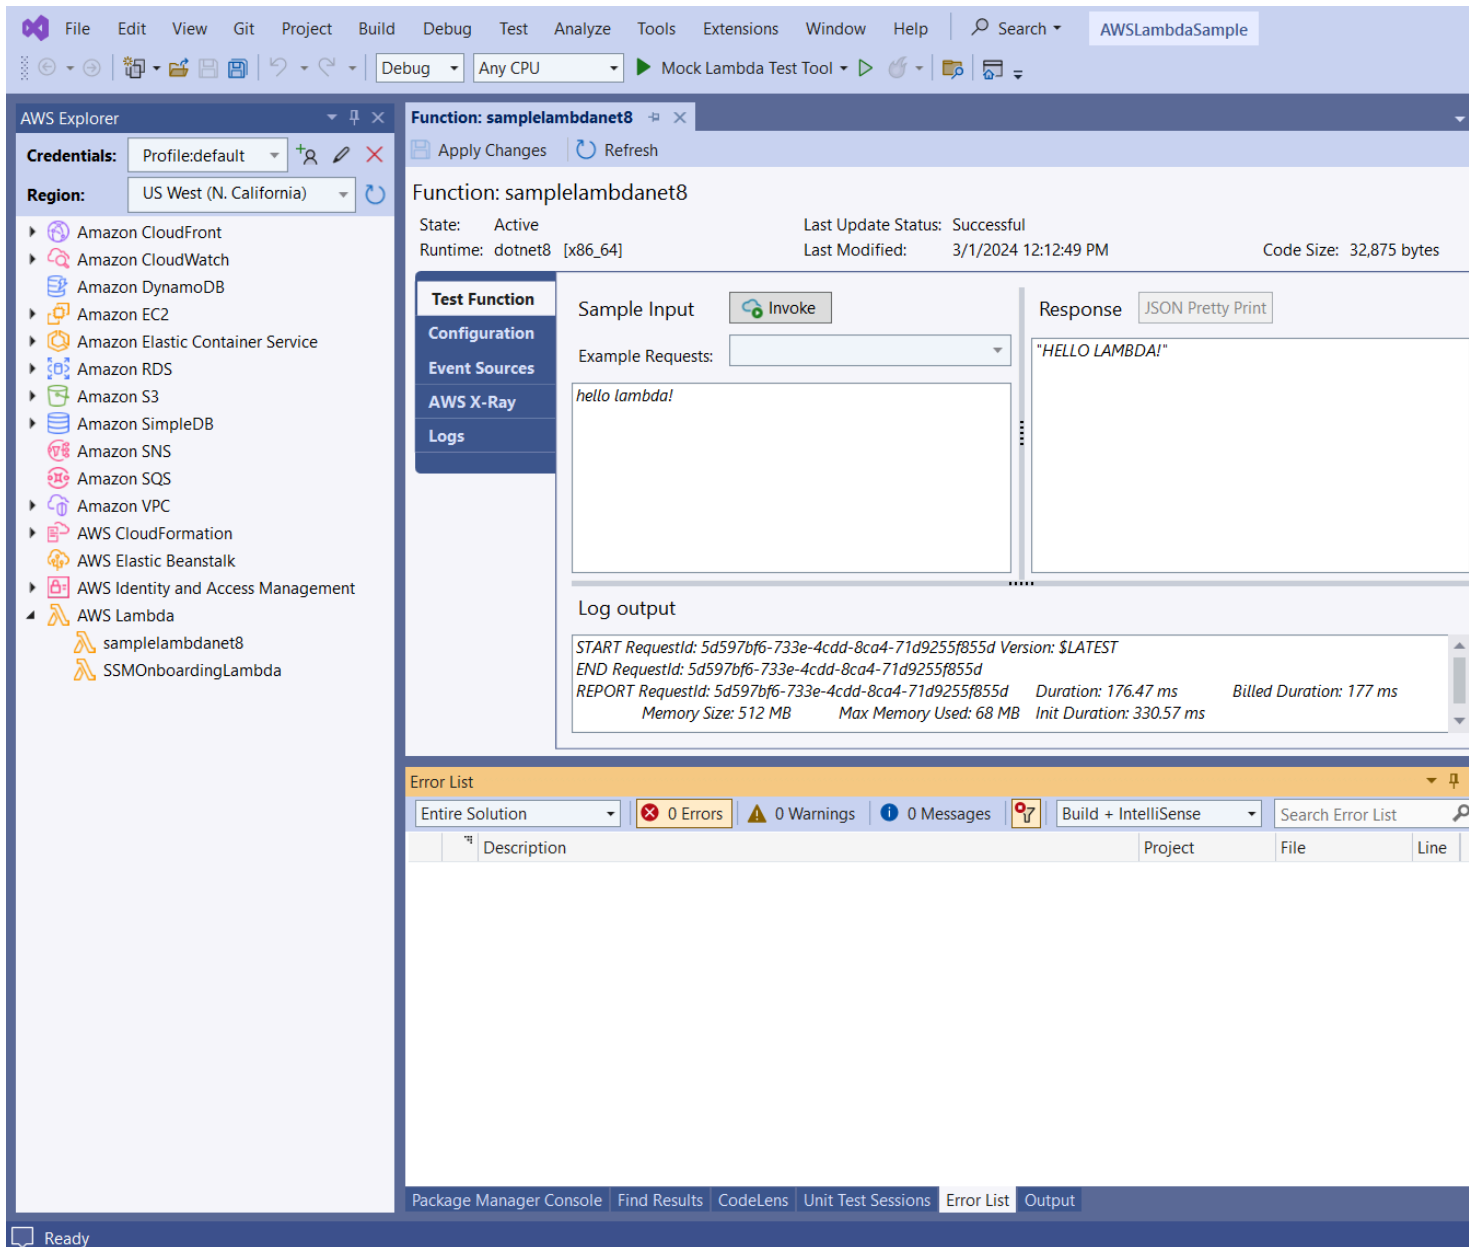 File Edit View Git Project Build Debug Test Analyze Tools Extensions Window Help Search AWSLambdaSample
Debug Any CPU Mock Lambda Test Tool
AWS Explorer
Credentials: Profile:default
Region: US West (N. California)
Amazon CloudFront
Amazon CloudWatch
Amazon DynamoDB
Amazon EC2
Amazon Elastic Container Service
Amazon RDS
Amazon S3
Amazon SimpleDB
Amazon SNS
Amazon SQS
Amazon VPC
AWS CloudFormation
AWS Elastic Beanstalk
AWS Identity and Access Management
AWS Lambda
samplelambdanet8
SSMOnboardingLambda
Function: samplelambdanet8
Apply Changes Refresh
Function: samplelambdanet8
State: Active Last Update Status: Successful
Runtime: dotnet8 [x86_64] Last Modified: 3/1/2024 12:12:49 PM Code Size: 32,875 bytes
Test Function
Configuration
Event Sources
AWS X-Ray
Logs
Sample Input Invoke
Example Requests:
hello lambda!
Response JSON Pretty Print
"HELLO LAMBDA!"
Log output
START RequestId: 5d597bf6-733e-4cdd-8ca4-71d9255f855d Version: $LATEST
END RequestId: 5d597bf6-733e-4cdd-8ca4-71d9255f855d
REPORT RequestId: 5d597bf6-733e-4cdd-8ca4-71d9255f855d Duration: 176.47 ms Billed Duration: 177 ms
Memory Size: 512 MB Max Memory Used: 68 MB Init Duration: 330.57 ms
Error List
Entire Solution 0 Errors 0 Warnings 0 Messages Build + IntelliSense Search Error List
Description Project File Line
Package Manager Console Find Results CodeLens Unit Test Sessions Error List Output
Ready